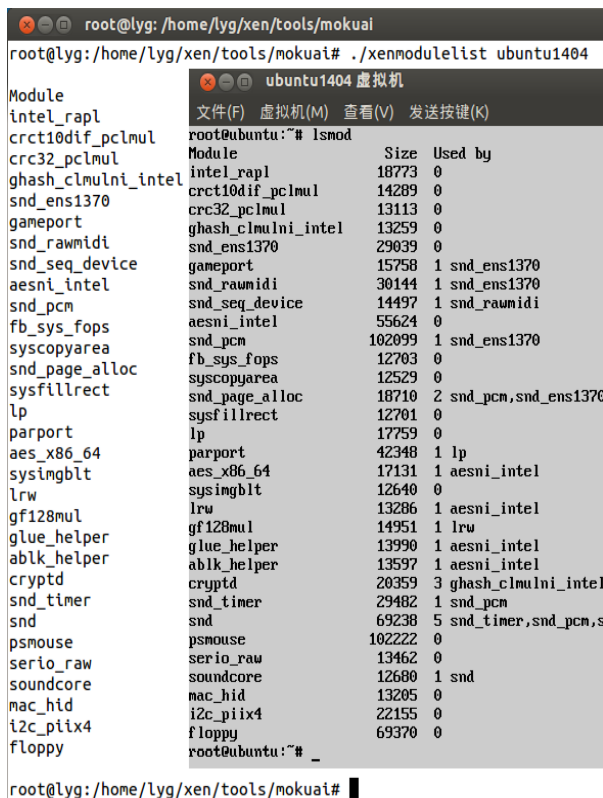 root@lyg: /home/lyg/xen/tools/mokuai
root@lyg:/home/lyg/xen/tools/mokuai# ./xenmodulelist ubuntu1404
Module
intel_rapl
crct10dif_pclmul
crc32_pclmul
ghash_clmulni_intel
snd_ens1370
gameport
snd_rawmidi
snd_seq_device
aesni_intel
snd_pcm
fb_sys_fops
syscopyarea
snd_page_alloc
sysfillrect
lp
parport
aes_x86_64
sysimgblt
lrw
gf128mul
glue_helper
ablk_helper
cryptd
snd_timer
snd
psmouse
serio_raw
soundcore
mac_hid
i2c_piix4
floppy
ubuntu1404 虚拟机
文件(F) 虚拟机(M) 查看(V) 发送按键(K)
root@ubuntu:~# lsmod
Module Size Used by
intel_rapl 18773 0
crct10dif_pclmul 14289 0
crc32_pclmul 13113 0
ghash_clmulni_intel 13259 0
snd_ens1370 29039 0
gameport 15758 1 snd_ens1370
snd_rawmidi 30144 1 snd_ens1370
snd_seq_device 14497 1 snd_rawmidi
aesni_intel 55624 0
snd_pcm 102099 1 snd_ens1370
fb_sys_fops 12703 0
syscopyarea 12529 0
snd_page_alloc 18710 2 snd_pcm,snd_ens1370
sysfillrect 12701 0
lp 17759 0
parport 42348 1 lp
aes_x86_64 17131 1 aesni_intel
sysimgblt 12640 0
lrw 13286 1 aesni_intel
gf128mul 14951 1 lrw
glue_helper 13990 1 aesni_intel
ablk_helper 13597 1 aesni_intel
cryptd 20359 3 ghash_clmulni_intel
snd_timer 29482 1 snd_pcm
snd 69238 5 snd_timer,snd_pcm,s
psmouse 102222 0
serio_raw 13462 0
soundcore 12680 1 snd
mac_hid 13205 0
i2c_piix4 22155 0
floppy 69370 0
root@ubuntu:~# _
root@lyg:/home/lyg/xen/tools/mokuai#